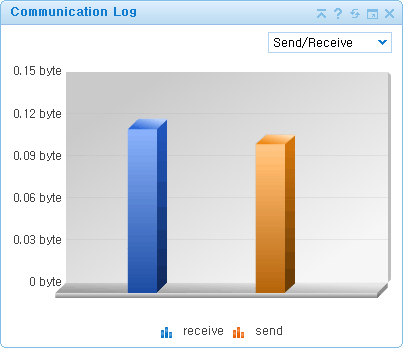 Communication Log
Send/Receive
0.15 byte
0.12 byte
0.09 byte
0.06 byte
0.03 byte
0 byte
receive send